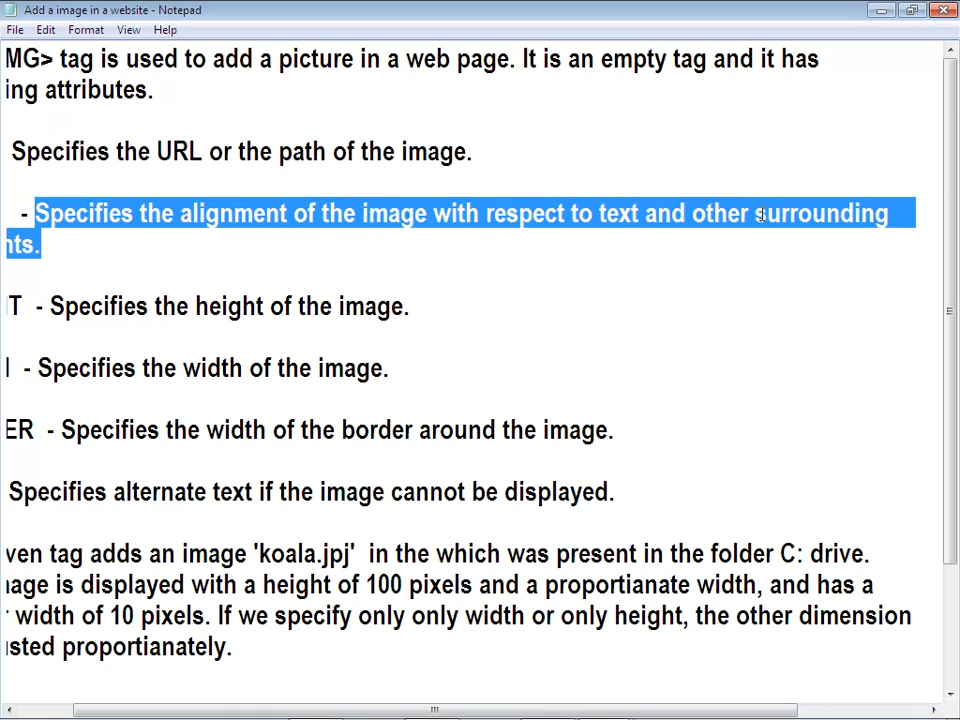 Add a image in a website - Notepad
File Edit Format View Help
MG> tag is used to add a picture in a web page. It is an empty tag and it has
ing attributes.
Specifies the URL or the path of the image.
- Specifies the alignment of the image with respect to text and other surrounding
nts.
T - Specifies the height of the image.
- Specifies the width of the image.
ER - Specifies the width of the border around the image.
Specifies alternate text if the image cannot be displayed.
ven tag adds an image 'koala.jpj' in the which was present in the folder C: drive.
age is displayed with a height of 100 pixels and a proportianate width, and has a
width of 10 pixels. If we specify only only width or only height, the other dimension
sted proportianately.